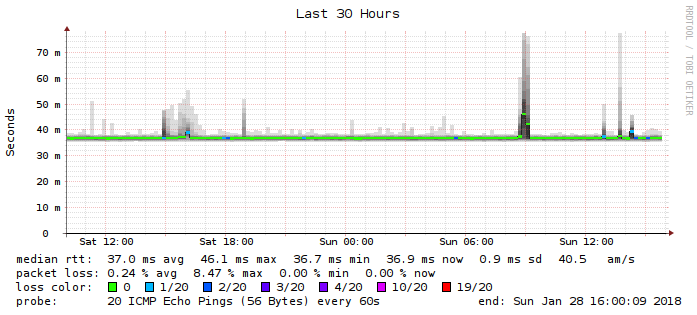 Last 30 Hours
RRDTOOL / TOBI OETIKER
Seconds
70 m
60 m
50 m
40 m
30 m
20 m
10 m
0
Sat 12:00 Sat 18:00 Sun 00:00 Sun 06:00 Sun 12:00
median rtt: 37.0 ms avg 46.1 ms max 36.7 ms min 36.9 ms now 0.9 ms sd 40.5 am/s
packet loss: 0.24 % avg 8.47 % max 0.00 % min 0.00 % now
loss color: 0 1/20 2/20 3/20 4/20 10/20 19/20
probe: 20 ICMP Echo Pings (56 Bytes) every 60s end: Sun Jan 28 16:00:09 2018